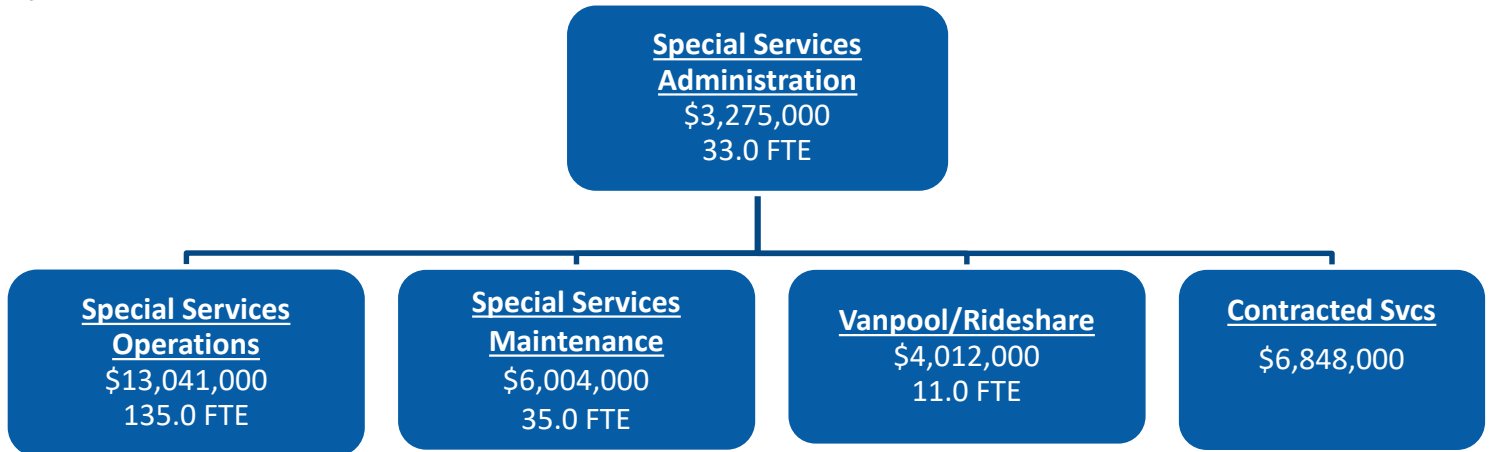 Special Services
Administration
$3,275,000
33.0 FTE
Special Services
Operations
$13,041,000
135.0 FTE
Special Services
Maintenance
$6,004,000
35.0 FTE
Vanpool/Rideshare
$4,012,000
11.0 FTE
Contracted Svcs
$6,848,000